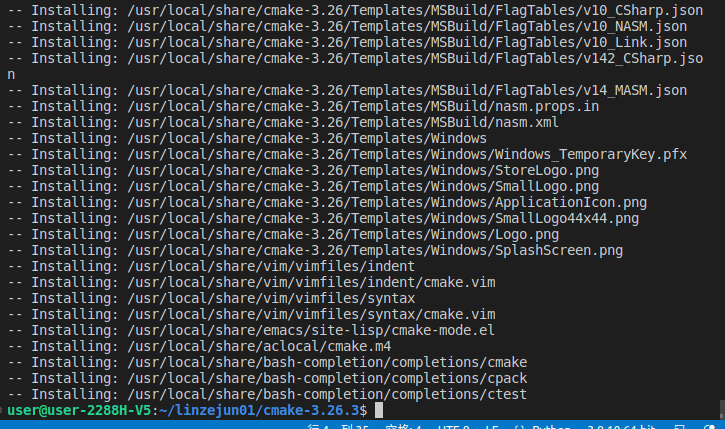 -- Installing: /usr/local/share/cmake-3.26/Templates/MSBuild/FlagTables/v10_CSharp.json
-- Installing: /usr/local/share/cmake-3.26/Templates/MSBuild/FlagTables/v10_NASM.json
-- Installing: /usr/local/share/cmake-3.26/Templates/MSBuild/FlagTables/v10_Link.json
-- Installing: /usr/local/share/cmake-3.26/Templates/MSBuild/FlagTables/v142_CSharp.jso
n
-- Installing: /usr/local/share/cmake-3.26/Templates/MSBuild/FlagTables/v14_MASM.json
-- Installing: /usr/local/share/cmake-3.26/Templates/MSBuild/nasm.props.in
-- Installing: /usr/local/share/cmake-3.26/Templates/MSBuild/nasm.xml
-- Installing: /usr/local/share/cmake-3.26/Templates/Windows
-- Installing: /usr/local/share/cmake-3.26/Templates/Windows/Windows_TemporaryKey.pfx
-- Installing: /usr/local/share/cmake-3.26/Templates/Windows/StoreLogo.png
-- Installing: /usr/local/share/cmake-3.26/Templates/Windows/SmallLogo.png
-- Installing: /usr/local/share/cmake-3.26/Templates/Windows/ApplicationIcon.png
-- Installing: /usr/local/share/cmake-3.26/Templates/Windows/SmallLogo44x44.png
-- Installing: /usr/local/share/cmake-3.26/Templates/Windows/Logo.png
-- Installing: /usr/local/share/cmake-3.26/Templates/Windows/SplashScreen.png
-- Installing: /usr/local/share/vim/vimfiles/indent
-- Installing: /usr/local/share/vim/vimfiles/indent/cmake.vim
-- Installing: /usr/local/share/vim/vimfiles/syntax
-- Installing: /usr/local/share/vim/vimfiles/syntax/cmake.vim
-- Installing: /usr/local/share/emacs/site-lisp/cmake-mode.el
-- Installing: /usr/local/share/aclocal/cmake.m4
-- Installing: /usr/local/share/bash-completion/completions/cmake
-- Installing: /usr/local/share/bash-completion/completions/cpack
-- Installing: /usr/local/share/bash-completion/completions/ctest
user@user-2288H-V5:~/linzejun01/cmake-3.26.3$